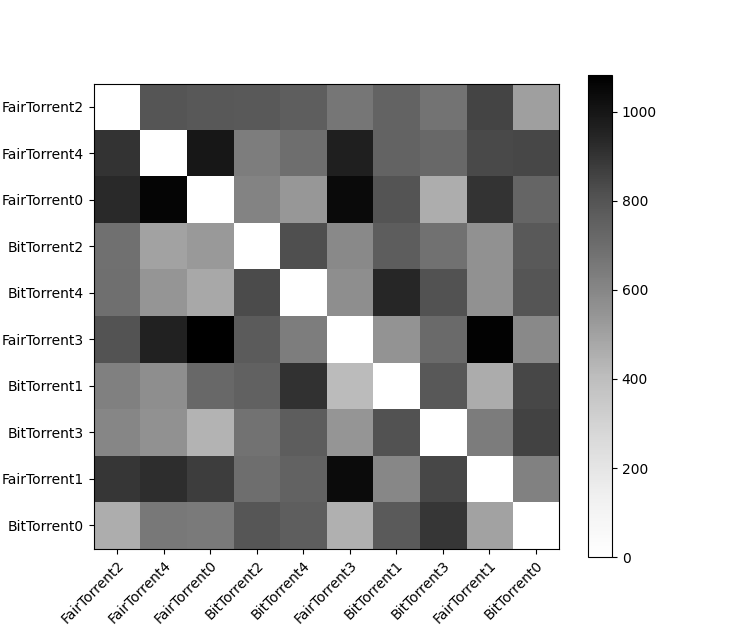 FairTorrent2
FairTorrent4
FairTorrent0
BitTorrent2
BitTorrent4
FairTorrent3
BitTorrent1
BitTorrent3
FairTorrent1
BitTorrent0
FairTorrent2
FairTorrent4
FairTorrent0
BitTorrent2
BitTorrent4
FairTorrent3
BitTorrent1
BitTorrent3
FairTorrent1
BitTorrent0
1000
800
600
400
200
0